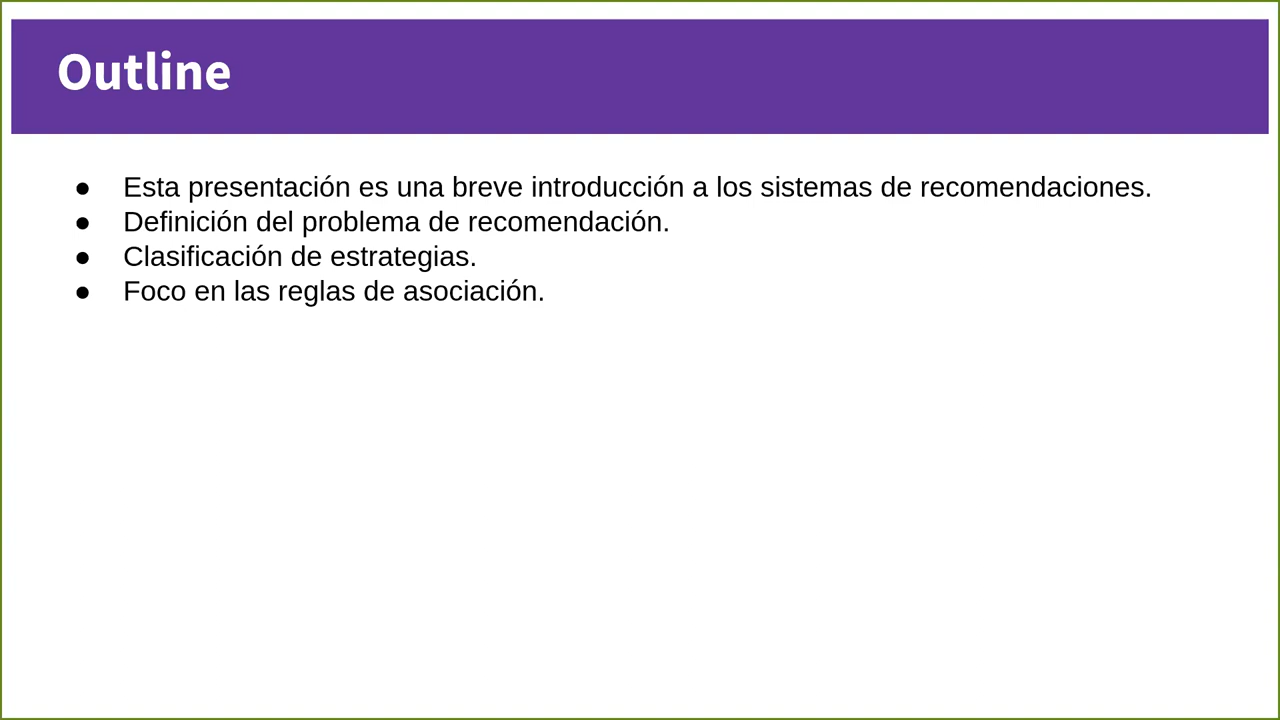 Outline
● Esta presentación es una breve introducción a los sistemas de recomendaciones.
● Definición del problema de recomendación.
● Clasificación de estrategias.
● Foco en las reglas de asociación.